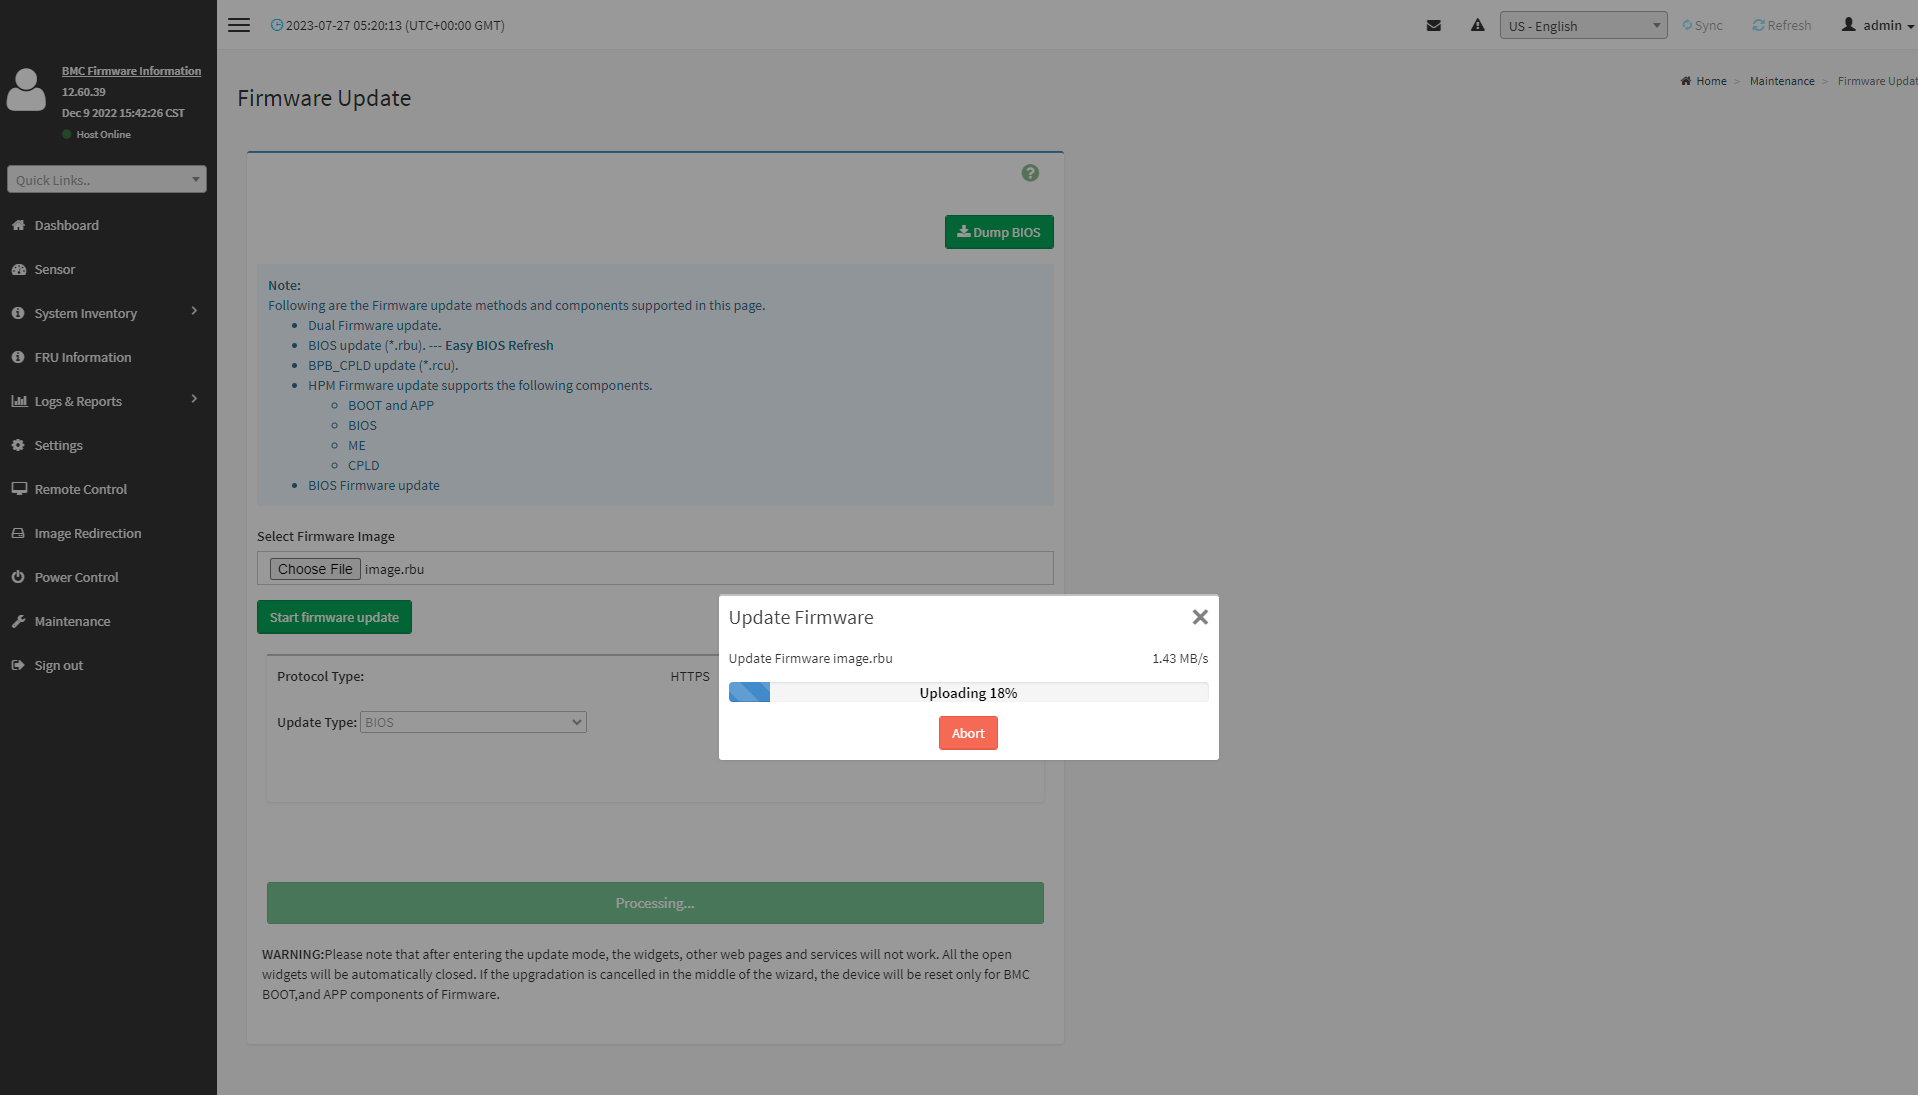 2023-07-27 05:20:13 (UTC+00:00 GMT)
US - English
Sync
Refresh
admin
BMC Firmware Information
12.60.39
Dec 9 2022 15:42:26 CST
Host Online
Quick Links..
Dashboard
Sensor
System Inventory
FRU Information
Logs & Reports
Settings
Remote Control
Image Redirection
Power Control
Maintenance
Sign out
Firmware Update
Home > Maintenance > Firmware Updat
Dump BIOS
Note:
Following are the Firmware update methods and components supported in this page.
Dual Firmware update.
BIOS update (*.rbu). --- Easy BIOS Refresh
BPB_CPLD update (*.rcu).
HPM Firmware update supports the following components.
BOOT and APP
BIOS
ME
CPLD
BIOS Firmware update
Select Firmware Image
Choose File image.rbu
Start firmware update
Protocol Type: HTTPS
Update Type: BIOS
Update Firmware
Update Firmware image.rbu 1.43 MB/s
Uploading 18%
Abort
Processing...
WARNING:Please note that after entering the update mode, the widgets, other web pages and services will not work. All the open
widgets will be automatically closed. If the upgradation is cancelled in the middle of the wizard, the device will be reset only for BMC
BOOT,and APP components of Firmware.